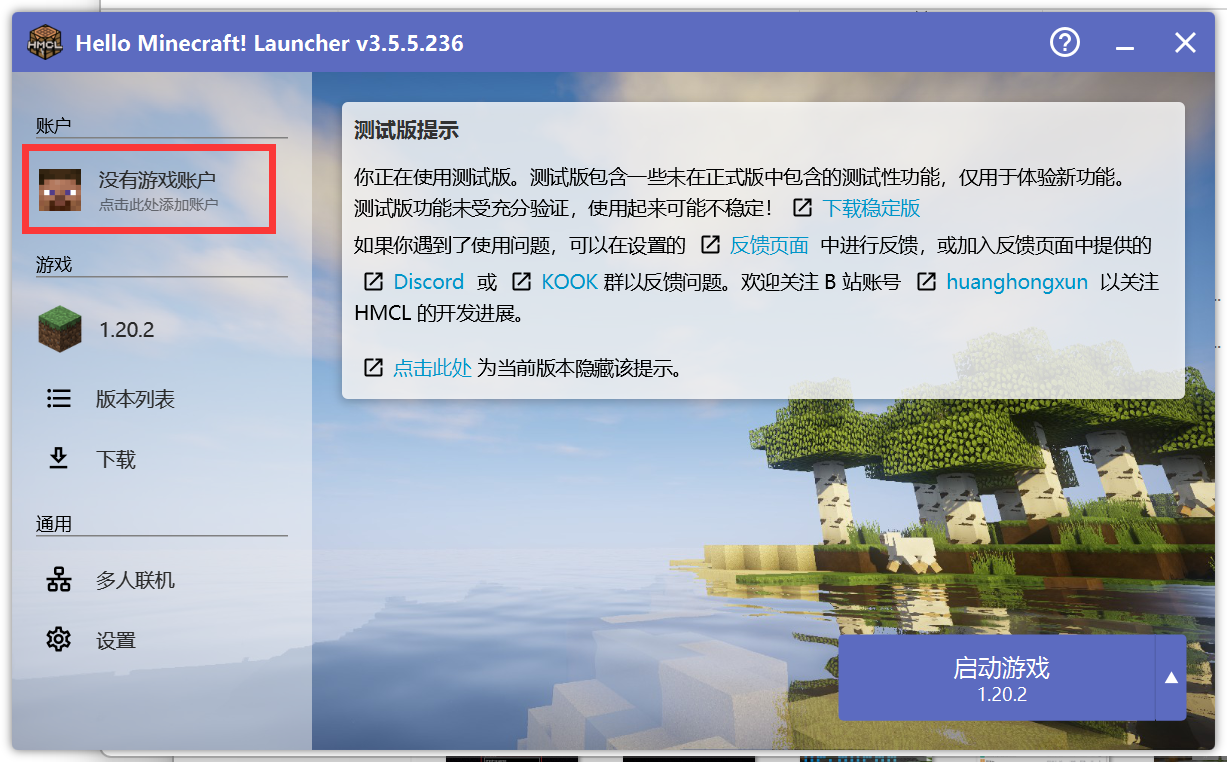 HMCL
Hello Minecraft! Launcher v3.5.5.236
账户
没有游戏账户
点击此处添加账户
游戏
1.20.2
版本列表
下载
通用
多人联机
设置
测试版提示
你正在使用测试版。测试版包含一些未在正式版中包含的测试性功能，仅用于体验新功能。
测试版功能未受充分验证，使用起来可能不稳定！ 下载稳定版
如果你遇到了使用问题，可以在设置的 反馈页面 中进行反馈，或加入反馈页面中提供的
Discord 或 KOOK 群以反馈问题。欢迎关注 B 站账号 huanghongxun 以关注
HMCL 的开发进展。
点击此处 为当前版本隐藏该提示。
启动游戏
1.20.2